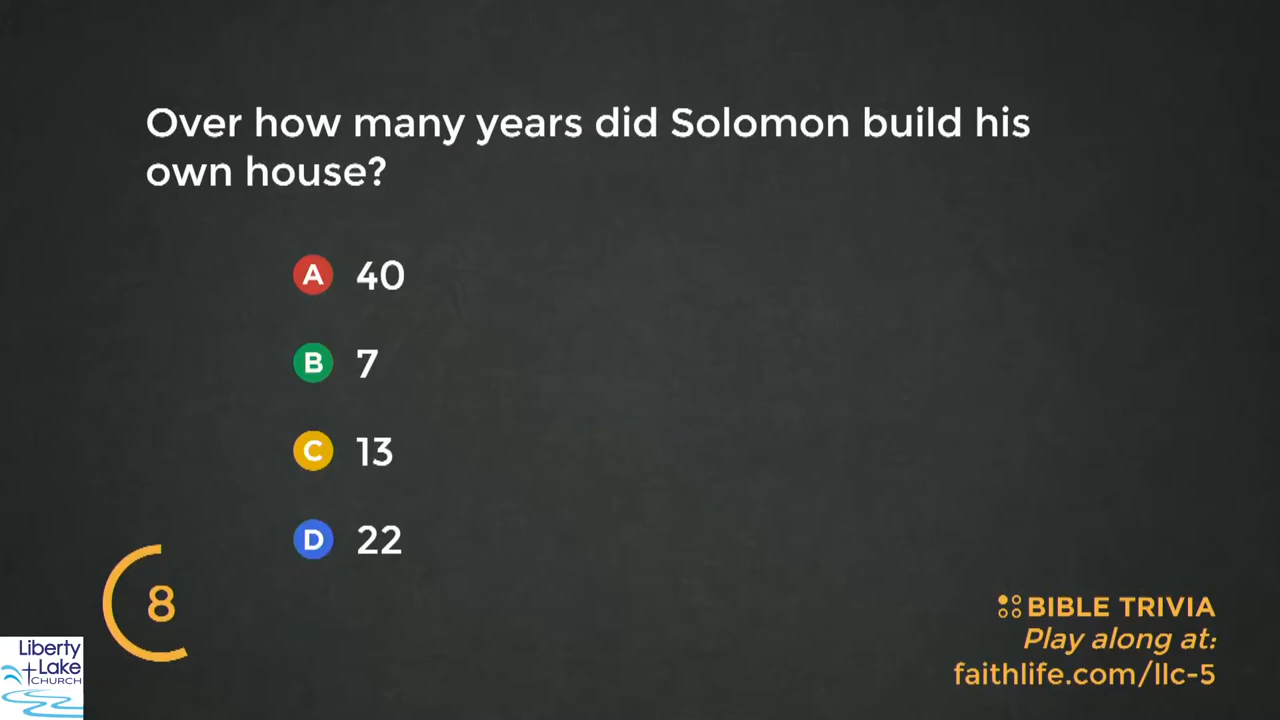 Over how many years did Solomon build his
own house?
A 40
B 7
C 13
D 22
8
Liberty
Lake
CHURCH
BIBLE TRIVIA
Play along at:
faithlife.com/llc-5